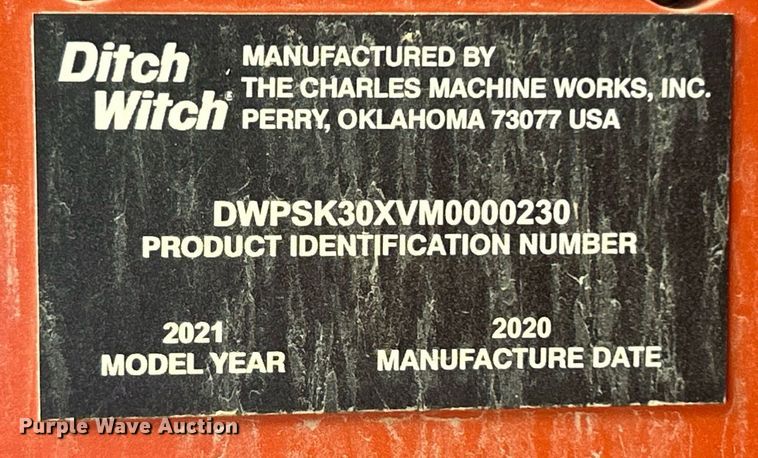 Ditch Witch®
MANUFACTURED BY
THE CHARLES MACHINE WORKS, INC.
PERRY, OKLAHOMA 73077 USA
DWPSK30XVM0000230
PRODUCT IDENTIFICATION NUMBER
2021
MODEL YEAR
2020
MANUFACTURE DATE
Purple Wave Auction